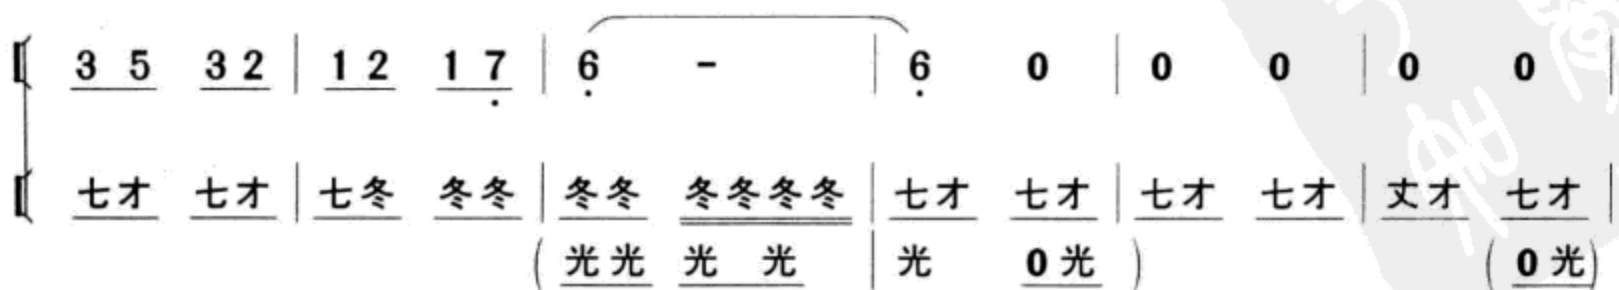 3 5 3 2 | 1 2 1 7 | 6 - | 6 0 | 0 0 | 0 0 |
七才 七才 | 七冬 冬冬 | 冬冬 冬冬冬冬 | 七才 七才 | 七才 七才 | 丈才 七才 |
(光光 光 光 | 光 0光) (0光)